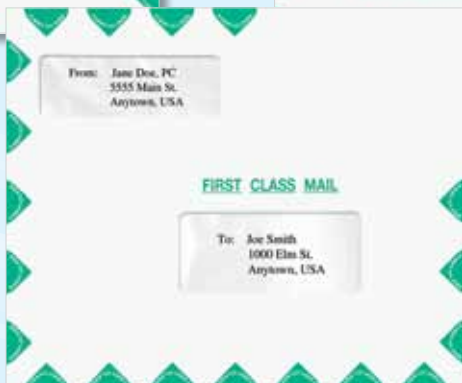 From: Jane Doe, PC
5555 Main St.
Anytown, USA
FIRST CLASS MAIL
To: Joe Smith
1000 Elm St.
Anytown, USA